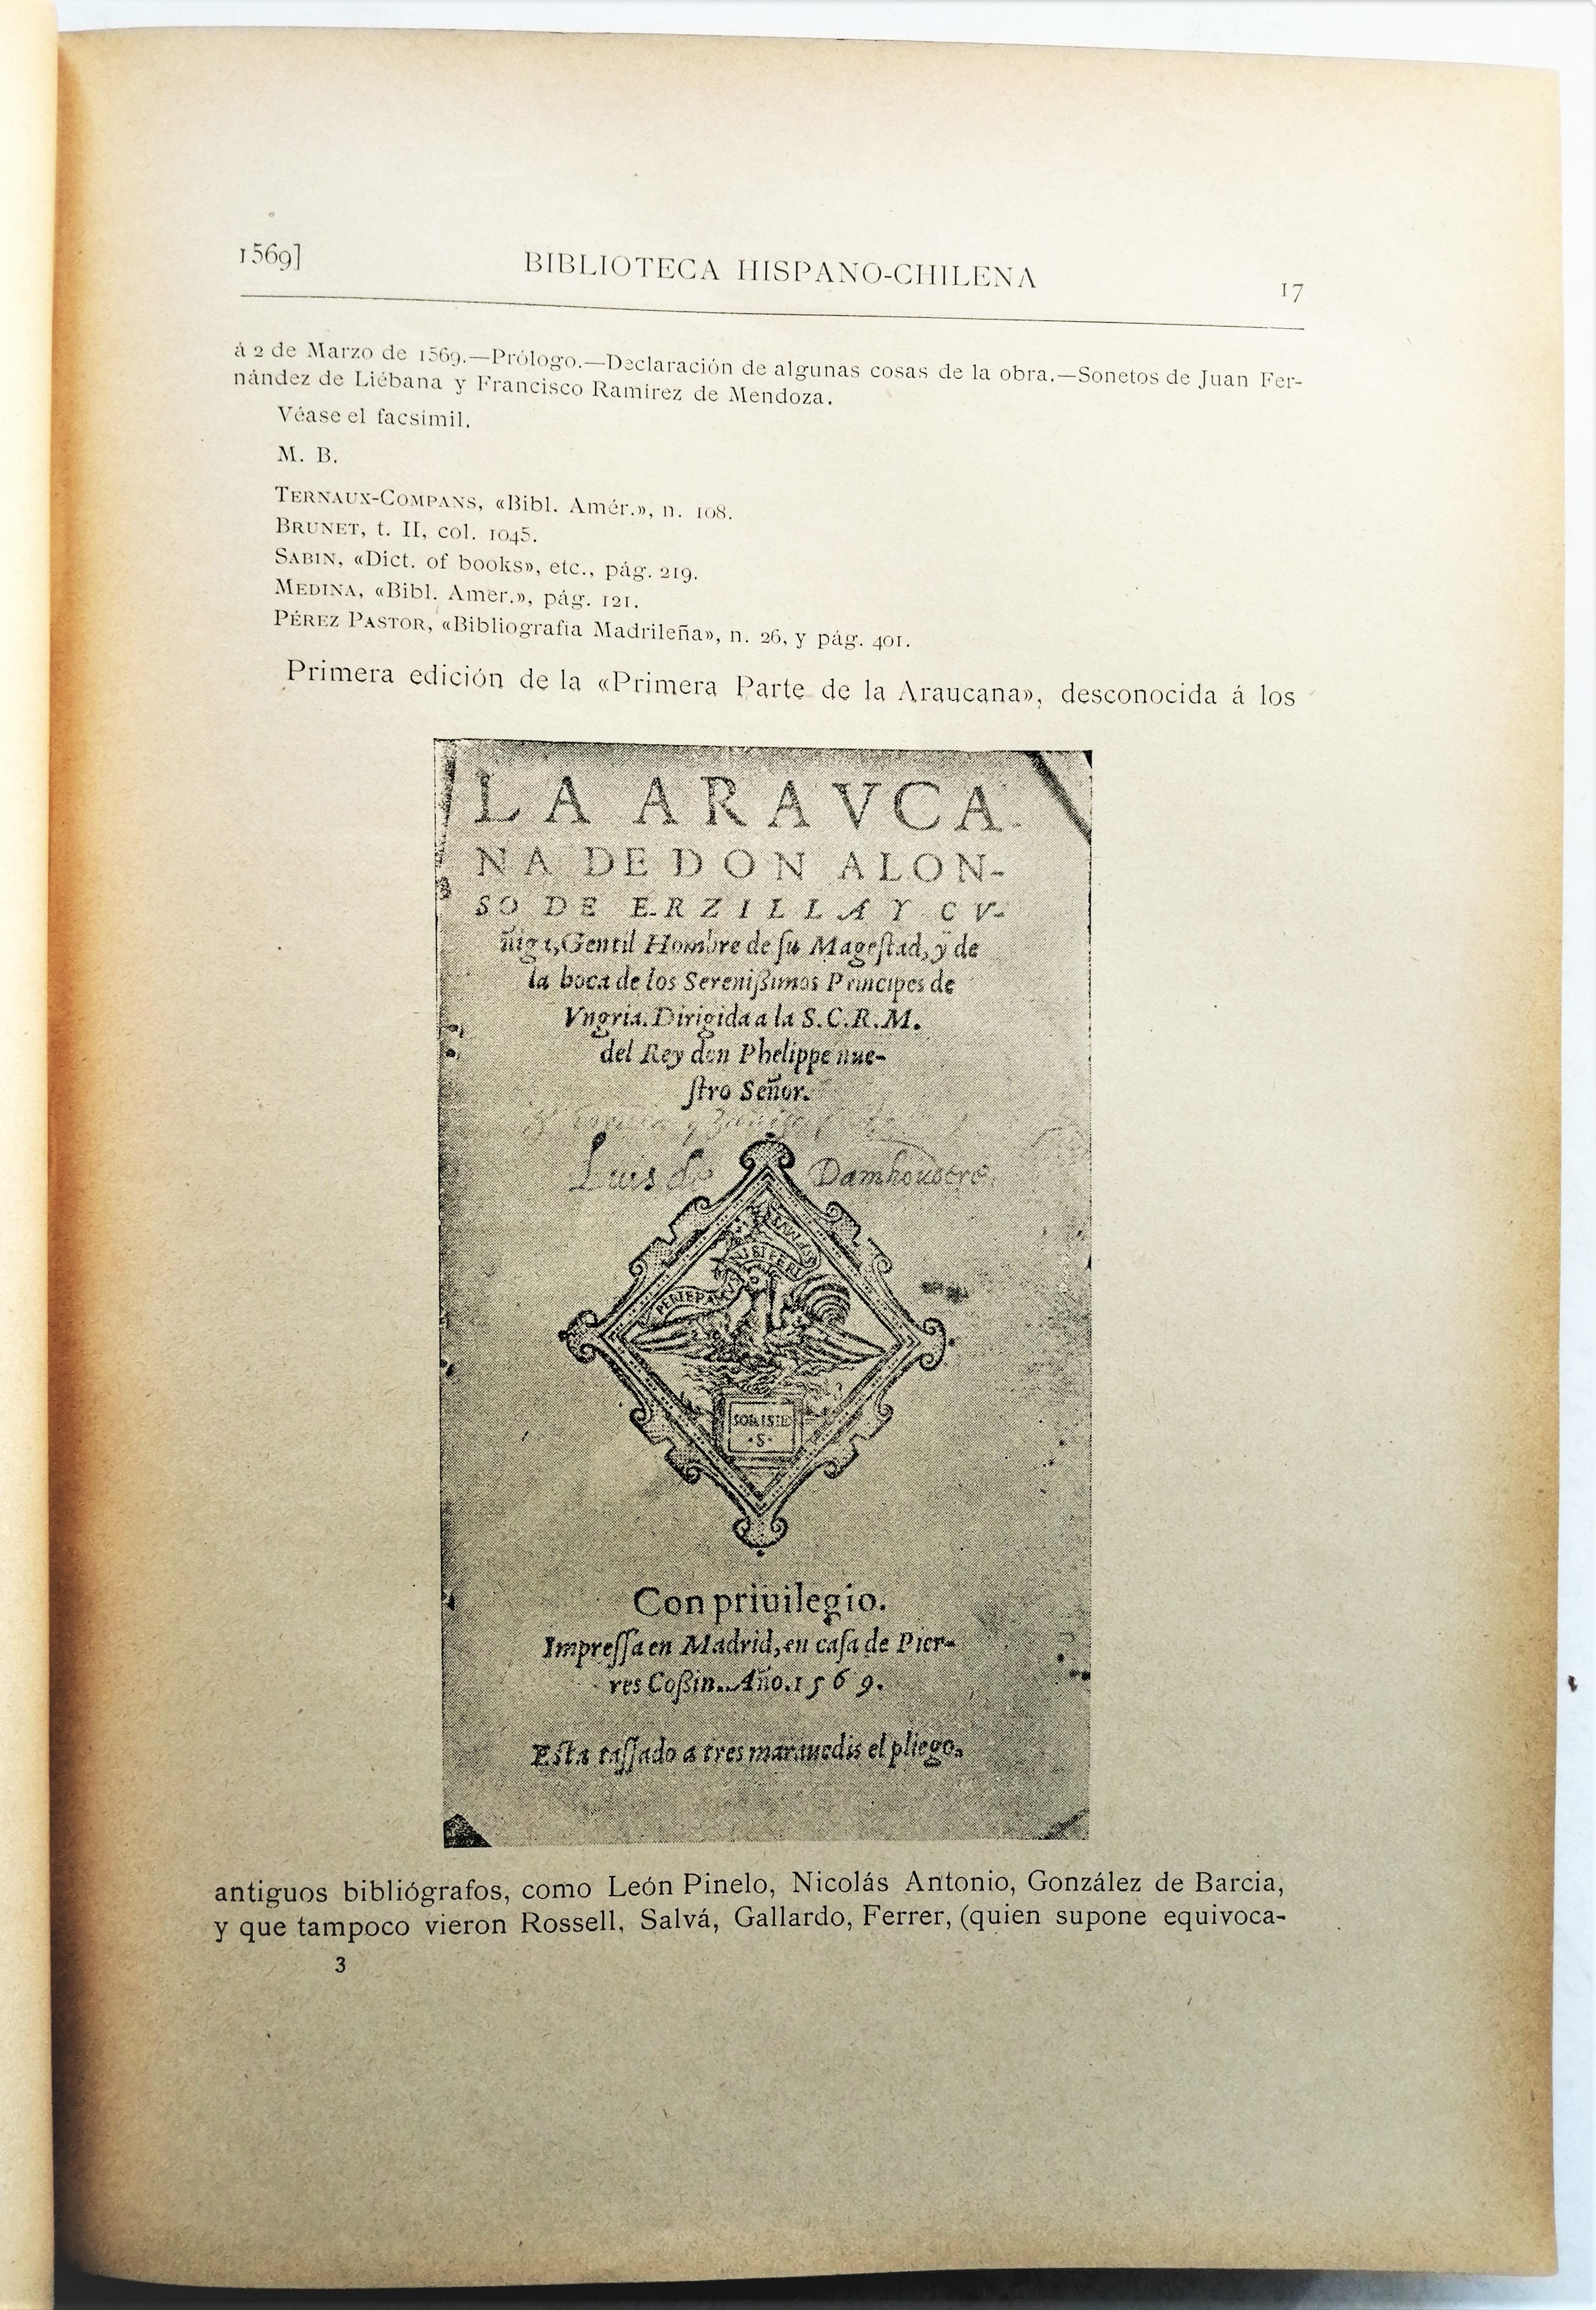 1569]
BIBLIOTECA HISPANO-CHILENA
17
á 2 de Marzo de 1569.—Prólogo.—Declaración de algunas cosas de la obra.—Sonetos de Juan Fer-
nández de Liébana y Francisco Ramírez de Mendoza.
Véase el facsímil.
M. B.
TERNAUX-COMPANS, «Bibl. Amér.», n. 108.
BRUNET, t. II, col. 1045.
SABIN, «Dict. of books», etc., pág. 219.
MEDINA, «Bibl. Amer.», pág. 121.
PÉREZ PASTOR, «Bibliografía Madrileña», n. 26, y pág. 401.
Primera edición de la «Primera Parte de la Araucana», desconocida á los
LA ARAVCA
NA DE DON ALON-
SO DE ERZILLA Y CV-
ñiga, Gentil Hombre de su Magestad, y de
la boca de los Serenißimos Principes de
Vngria. Dirigida a la S.C.R.M.
del Rey don Phelippe nue-
stro Señor.
Luis de Damhoudere
Con priuilegio.
Impressa en Madrid, en casa de Pier-
res Coßin. Año. 1569.
Esta tassado a tres marauedis el pliego.
antiguos bibliógrafos, como León Pinelo, Nicolás Antonio, González de Barcia,
y que tampoco vieron Rossell, Salvá, Gallardo, Ferrer, (quien supone equivoca-
3